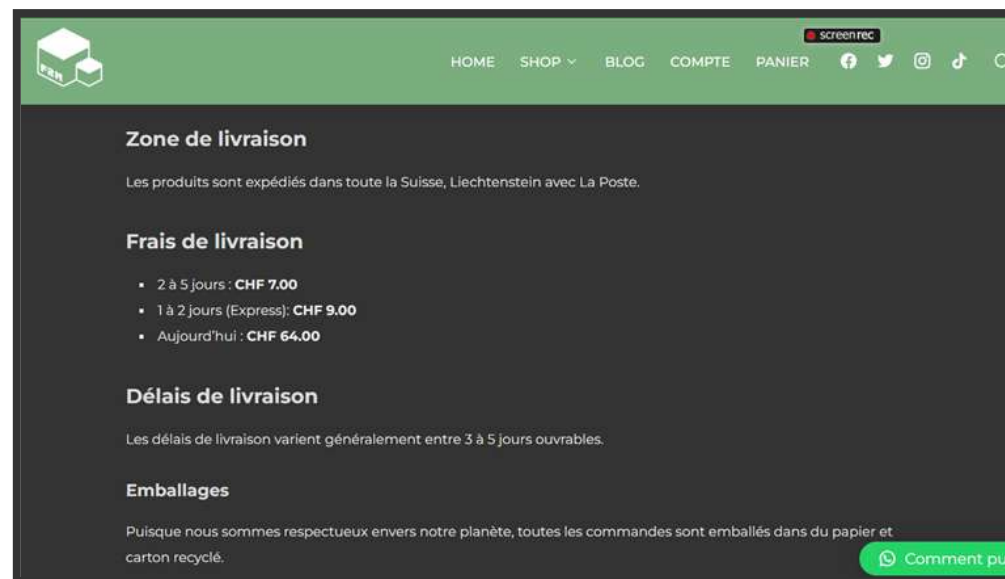 screenrec
F2M
HOME SHOP BLOG COMPTE PANIER
Zone de livraison
Les produits sont expédiés dans toute la Suisse, Liechtenstein avec La Poste.
Frais de livraison
▪ 2 à 5 jours : CHF 7.00
▪ 1 à 2 jours (Express): CHF 9.00
▪ Aujourd'hui : CHF 64.00
Délais de livraison
Les délais de livraison varient généralement entre 3 à 5 jours ouvrables.
Emballages
Puisque nous sommes respectueux envers notre planète, toutes les commandes sont emballés dans du papier et
carton recyclé.
Comment pu